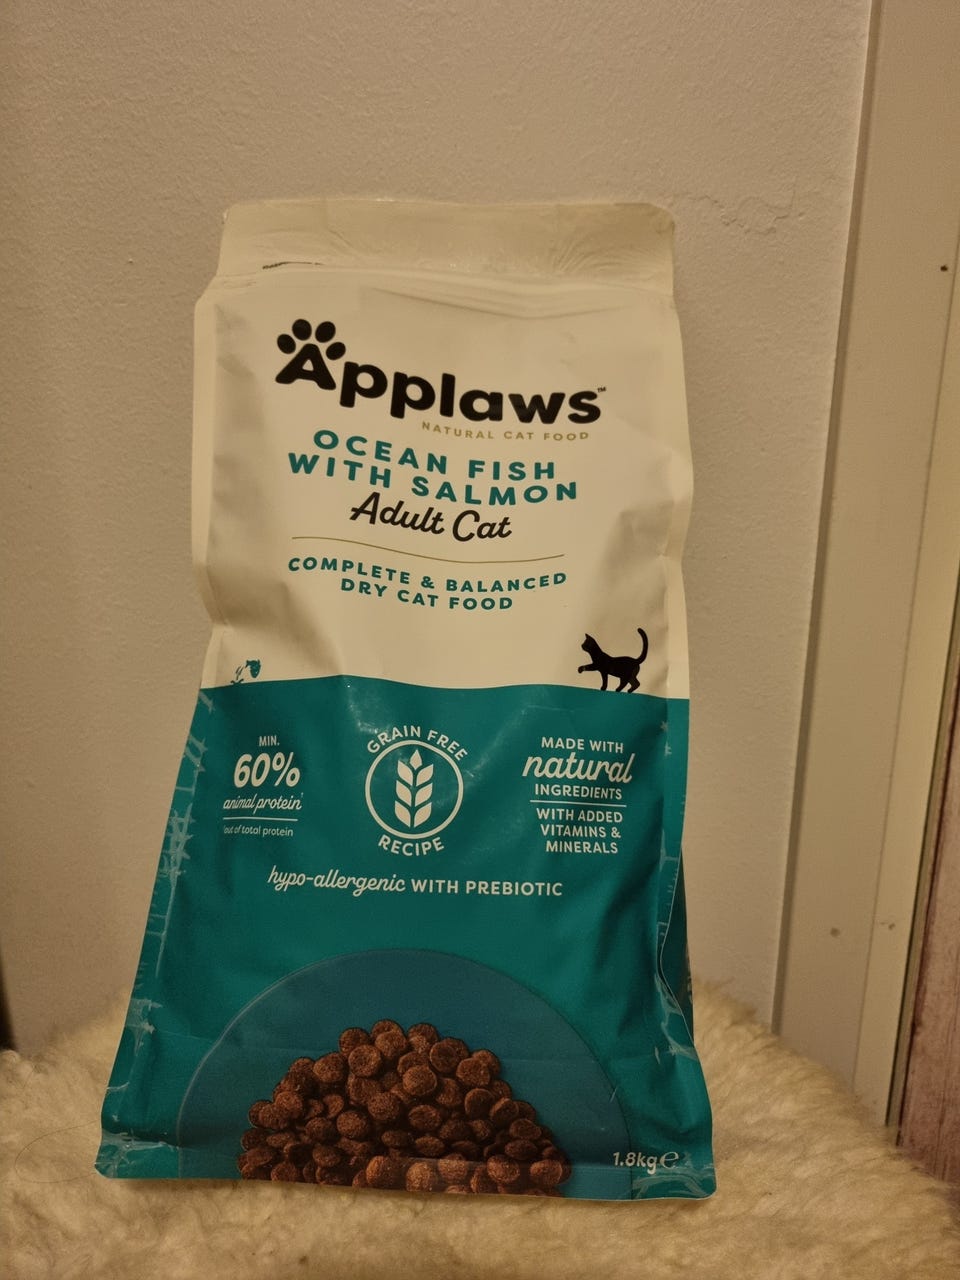 Applaws™
NATURAL CAT FOOD
OCEAN FISH
WITH SALMON
Adult Cat
COMPLETE & BALANCED
DRY CAT FOOD
MIN.
60%
animal protein†
†out of total protein
GRAIN FREE
RECIPE
MADE WITH
natural
INGREDIENTS
WITH ADDED
VITAMINS &
MINERALS
hypo-allergenic WITH PREBIOTIC
1.8kg ℮